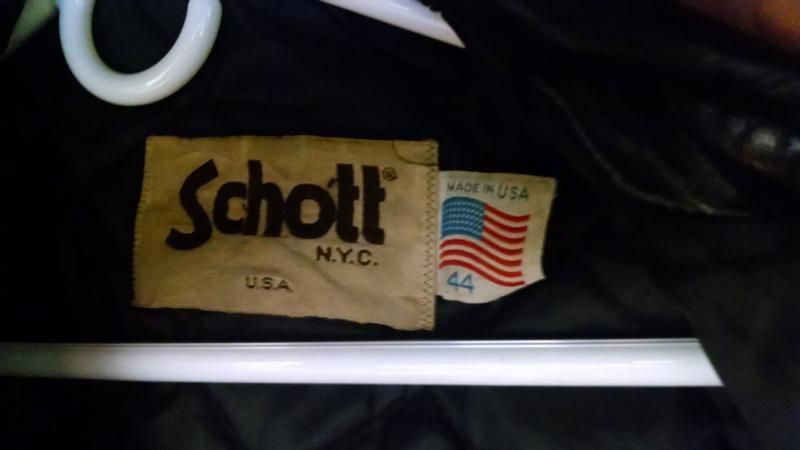 Schott®
N.Y.C.
U.S.A.
MADE IN USA
44